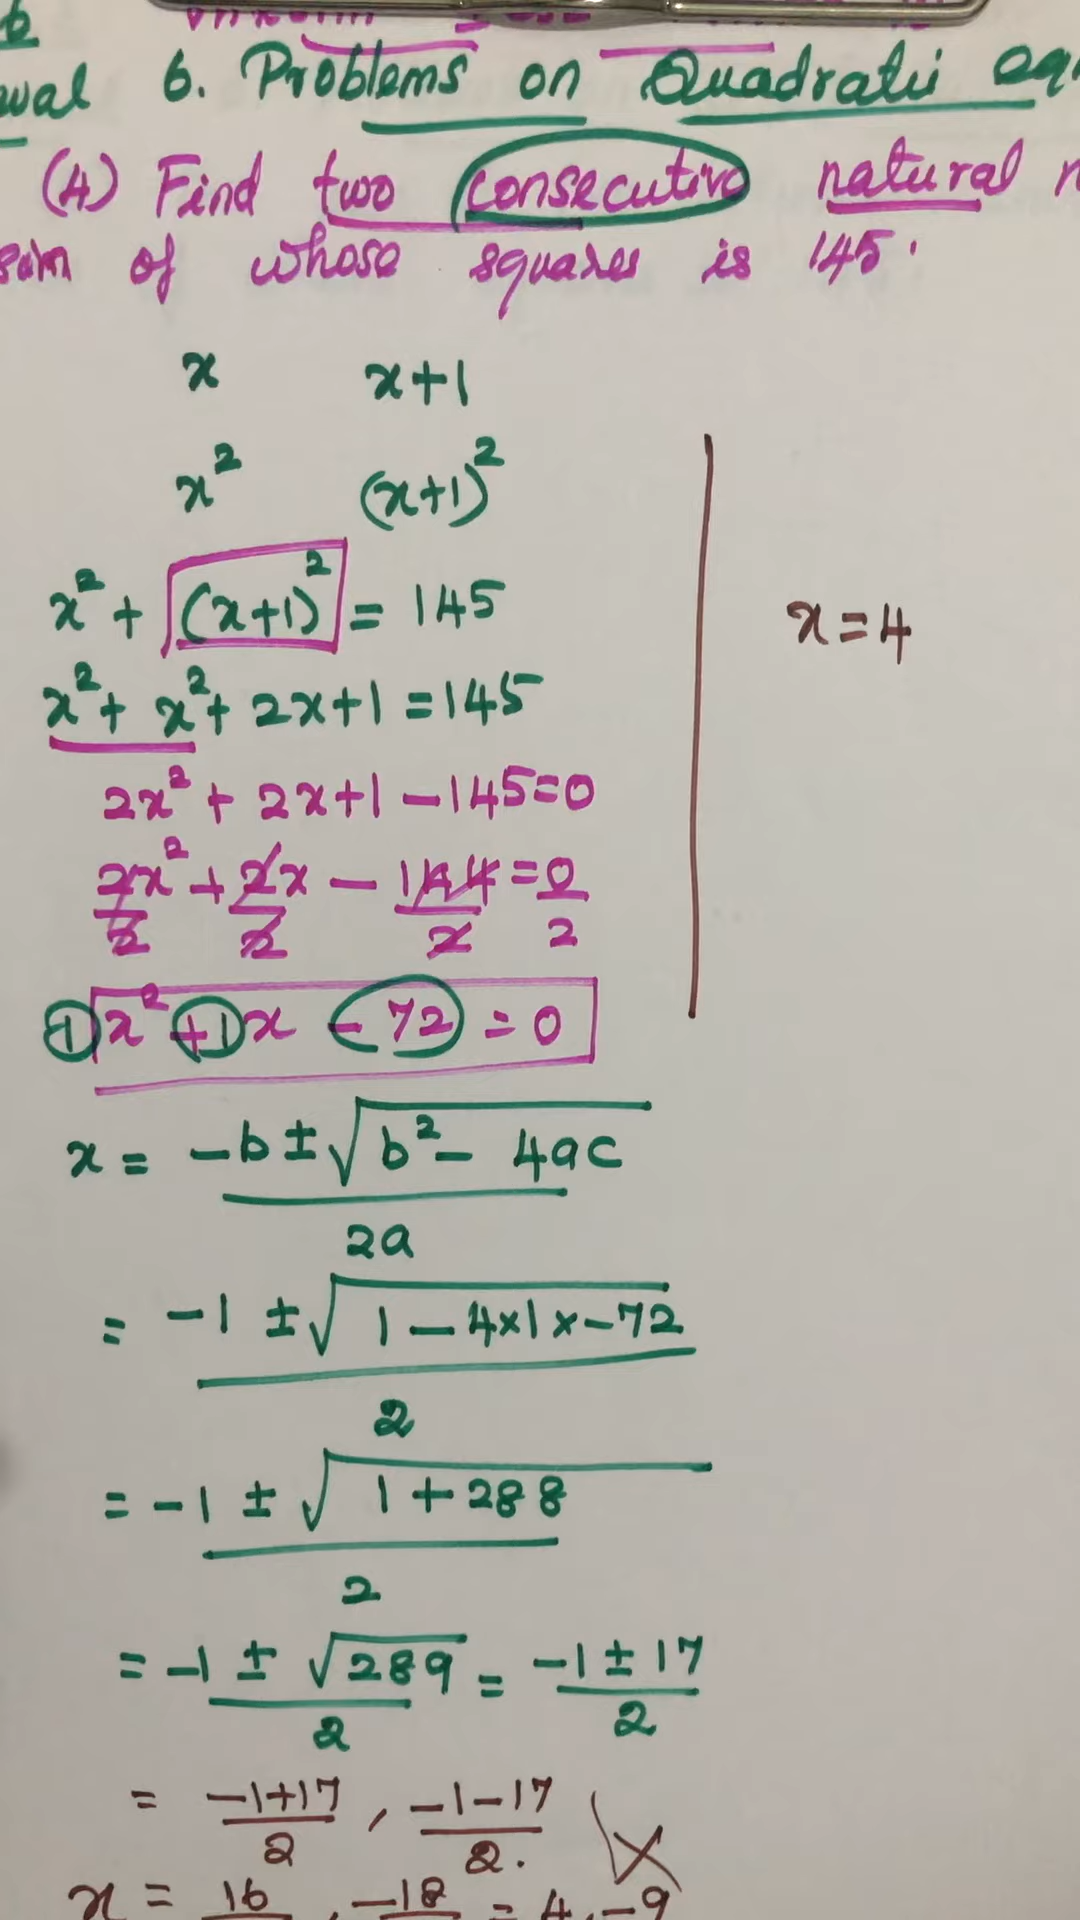 6. Problems on Quadratic
(4) Find two consecutive natural
sum of whose squares is 145.
x x+1
x² (x+1)²
x² + (x+1)² = 145
x² + x² + 2x+1 = 145
2x² + 2x+1 -145=0
2x²/2 + 2x/2 - 144/2 = 0/2
1 x² +1 x - 72 = 0
x = -b ± √(b² - 4ac) / 2a
= -1 ± √(1 - 4x1x-72) / 2
= -1 ± √(1 + 288) / 2
= -1 ± √289 / 2 = -1 ± 17 / 2
= -1+17 / 2 , -1-17 / 2.
x = 16 , -18 = 4, -9
x = 4